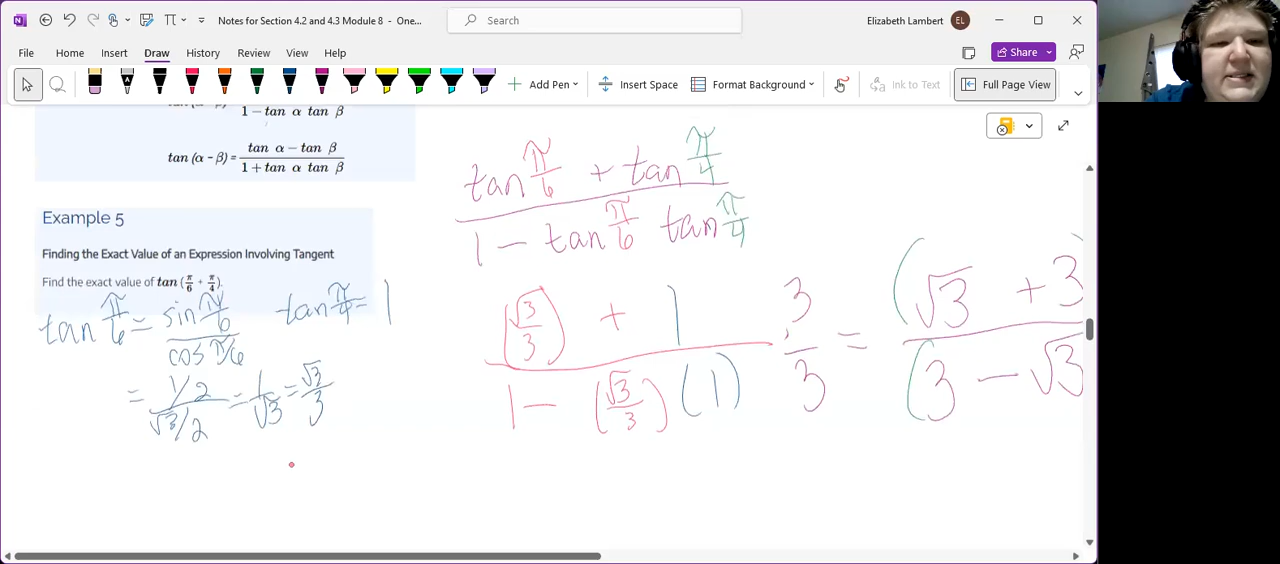 Notes for Section 4.2 and 4.3 Module 8 - One...
Search
Elizabeth Lambert
EL
File Home Insert Draw History Review View Help
Share
Add Pen
Insert Space
Format Background
Ink to Text
Full Page View
1 − tan α tan β
tan (α − β) = (tan α − tan β)/(1 + tan α tan β)
Example 5
Finding the Exact Value of an Expression Involving Tangent
Find the exact value of tan (π/6 + π/4).
tan π/6 = (sin π/6)/(cos π/6)
tan π/4 = 1
= (1/2)/(√3/2) = 1/√3 = √3/3
tan π/6 + tan π/4
1 − tan π/6 tan π/4
(√3/3) + 1
1 − (√3/3)(1)
· 3/3 =
(√3 + 3
(3 − √3